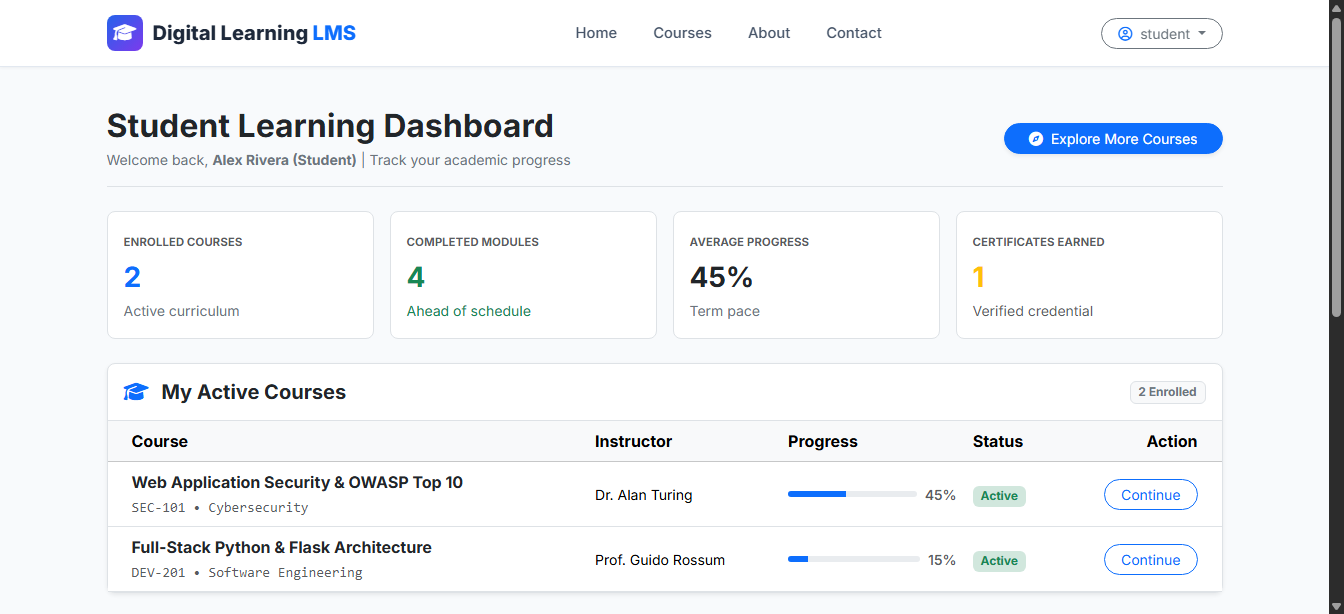 Digital Learning LMS
Home Courses About Contact
student
Student Learning Dashboard
Welcome back, Alex Rivera (Student) | Track your academic progress
Explore More Courses
ENROLLED COURSES
2
Active curriculum
COMPLETED MODULES
4
Ahead of schedule
AVERAGE PROGRESS
45%
Term pace
CERTIFICATES EARNED
1
Verified credential
My Active Courses
2 Enrolled
Course Instructor Progress Status Action
Web Application Security & OWASP Top 10
SEC-101 • Cybersecurity
Dr. Alan Turing 45% Active Continue
Full-Stack Python & Flask Architecture
DEV-201 • Software Engineering
Prof. Guido Rossum 15% Active Continue